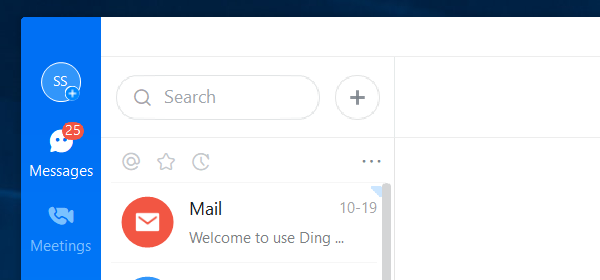 SS
25
Messages
Meetings
Search
Mail 10-19
Welcome to use Ding ...